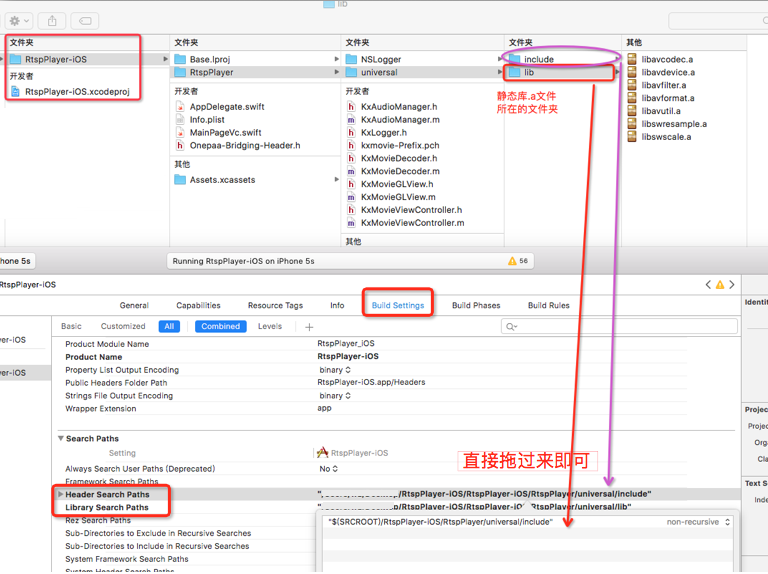 lib
文件夹
RtspPlayer-iOS
开发者
RtspPlayer-iOS.xcodeproj
文件夹
Base.lproj
RtspPlayer
开发者
AppDelegate.swift
Info.plist
MainPageVc.swift
Onepaa-Bridging-Header.h
其他
Assets.xcassets
文件夹
NSLogger
universal
开发者
KxAudioManager.h
KxAudioManager.m
KxLogger.h
kxmovie-Prefix.pch
KxMovieDecoder.h
KxMovieDecoder.m
KxMovieGLView.h
KxMovieGLView.m
KxMovieViewController.h
KxMovieViewController.m
其他
文件夹
include
lib
静态库.a文件
所在的文件夹
其他
libavcodec.a
libavdevice.a
libavfilter.a
libavformat.a
libavutil.a
libswresample.a
libswscale.a
hone 5s
Running RtspPlayer-iOS on iPhone 5s
56
RtspPlayer-iOS
General Capabilities Resource Tags Info Build Settings Build Phases Build Rules
Identi
Basic Customized All Combined Levels +
er-iOS
er-iOS
Product Module Name RtspPlayer_iOS
Product Name RtspPlayer-iOS
Property List Output Encoding binary
Public Headers Folder Path RtspPlayer-iOS.app/Headers
Strings File Output Encoding binary
Wrapper Extension app
Search Paths
Setting RtspPlayer-iOS
Always Search User Paths (Deprecated) No
Framework Search Paths
直接拖过来即可
Header Search Paths /RtspPlayer-iOS/RtspPlayer-iOS/RtspPlayer/universal/include"
Library Search Paths /RtspPlayer-iOS/RtspPlayer-iOS/RtspPlayer/universal/lib"
Rez Search Paths
"$(SRCROOT)/RtspPlayer-iOS/RtspPlayer/universal/include" non-recursive
Sub-Directories to Exclude in Recursive Searches
Sub-Directories to Include in Recursive Searches
System Framework Search Paths
System Header Search Paths
Project
Projec
Orga
Cla
Text S
Inde